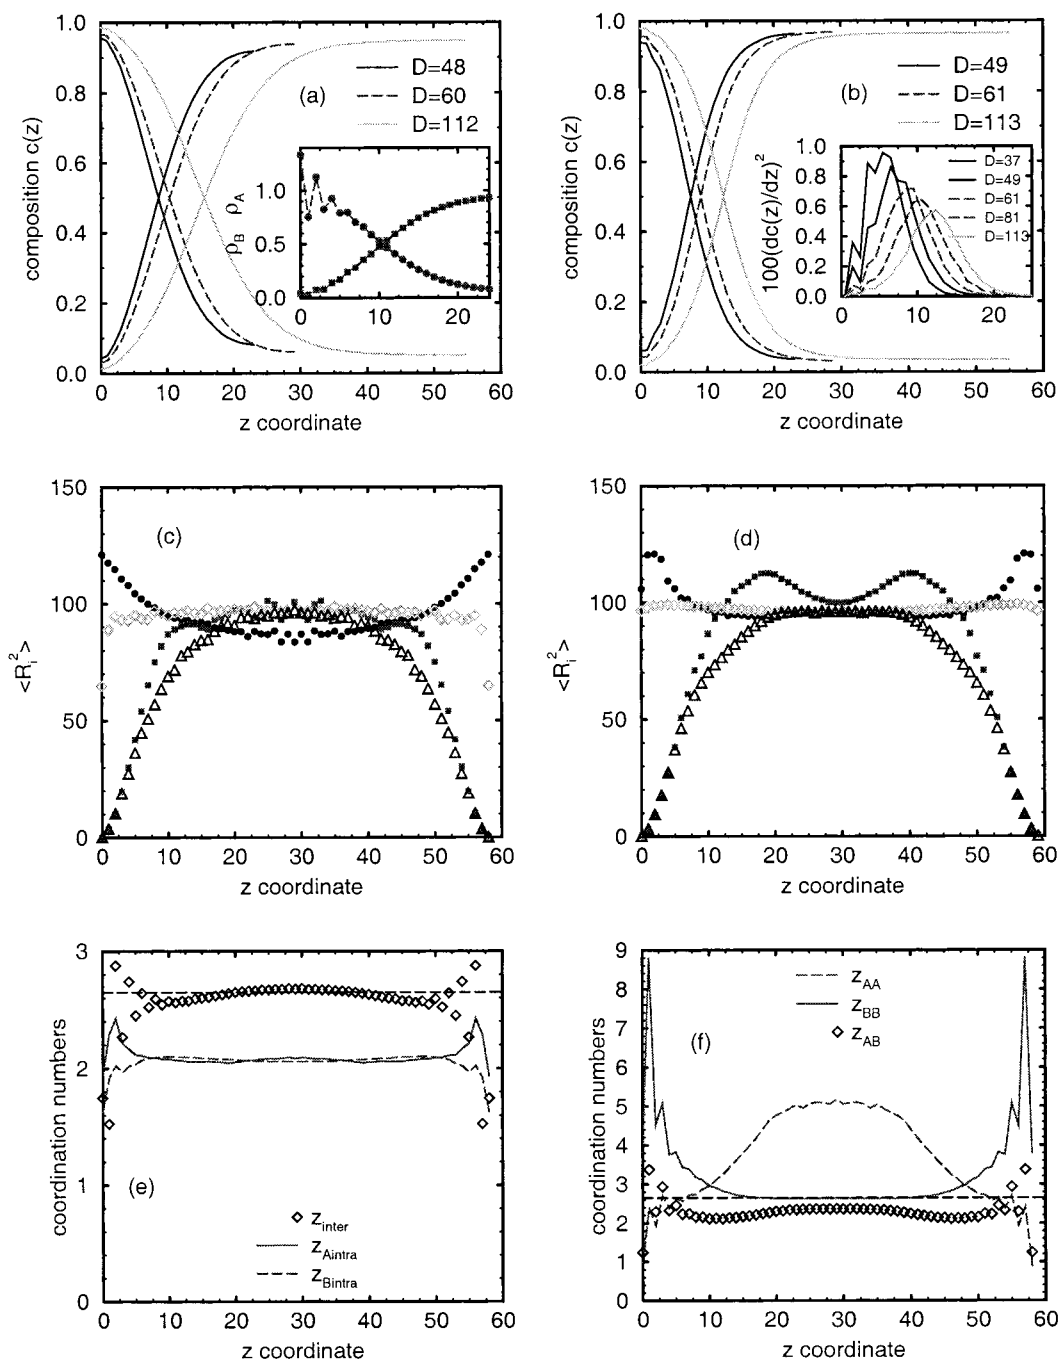 1.0
0.8
0.6
0.4
0.2
0.0
composition c(z)
(a)
D=48
D=60
D=112
ρB ρA
1.0
0.5
0.0
0 10 20
0 10 20 30 40 50 60
z coordinate
1.0
0.8
0.6
0.4
0.2
0.0
composition c(z)
(b)
D=49
D=61
D=113
100(dc(z)/dz)²
1.0
0.8
0.6
0.4
0.2
0.0
D=37
D=49
D=61
D=81
D=113
0 10 20
0 10 20 30 40 50 60
z coordinate
150
100
50
0
<Ri²>
(c)
0 10 20 30 40 50 60
z coordinate
150
100
50
0
<Ri²>
(d)
0 10 20 30 40 50 60
z coordinate
3
2
1
0
coordination numbers
(e)
zinter
zAintra
zBintra
0 10 20 30 40 50 60
z coordinate
9
8
7
6
5
4
3
2
1
0
coordination numbers
(f)
zAA
zBB
zAB
0 10 20 30 40 50 60
z coordinate